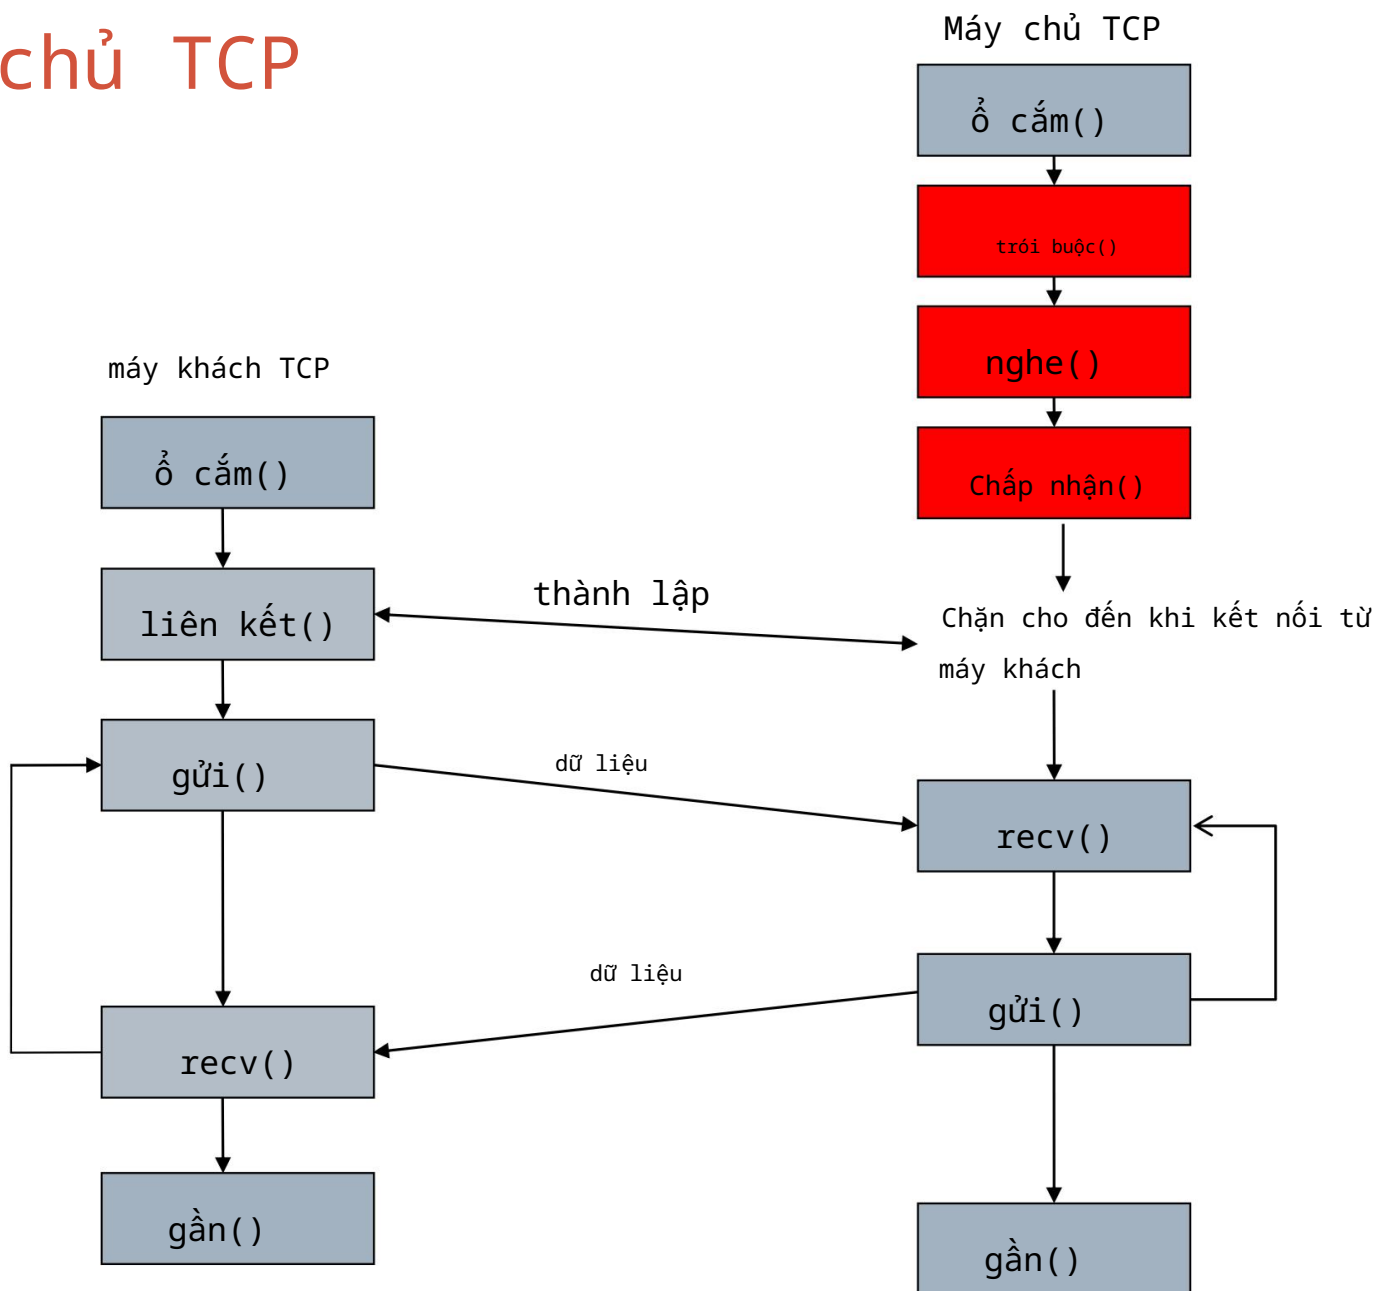 chủ TCP
Máy chủ TCP
ổ cắm()
trói buộc()
nghe()
Chấp nhận()
Chặn cho đến khi kết nối từ
máy khách
recv()
gửi()
gần()
máy khách TCP
ổ cắm()
liên kết()
gửi()
recv()
gần()
thành lập
dữ liệu
dữ liệu